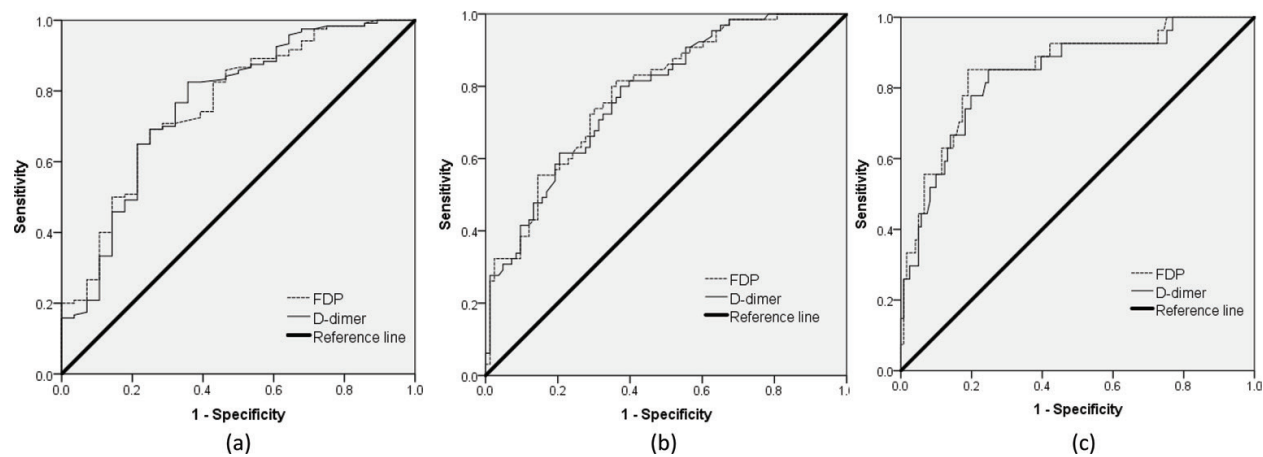 1.0
0.8
0.6
0.4
0.2
0.0
Sensitivity
FDP
D-dimer
Reference line
0.0 0.2 0.4 0.6 0.8 1.0
1 - Specificity
(a)
1.0
0.8
0.6
0.4
0.2
0.0
Sensitivity
FDP
D-dimer
Reference line
0.0 0.2 0.4 0.6 0.8 1.0
1 - Specificity
(b)
1.0
0.8
0.6
0.4
0.2
0.0
Sensitivity
FDP
D-dimer
Reference line
0.0 0.2 0.4 0.6 0.8 1.0
1 - Specificity
(c)